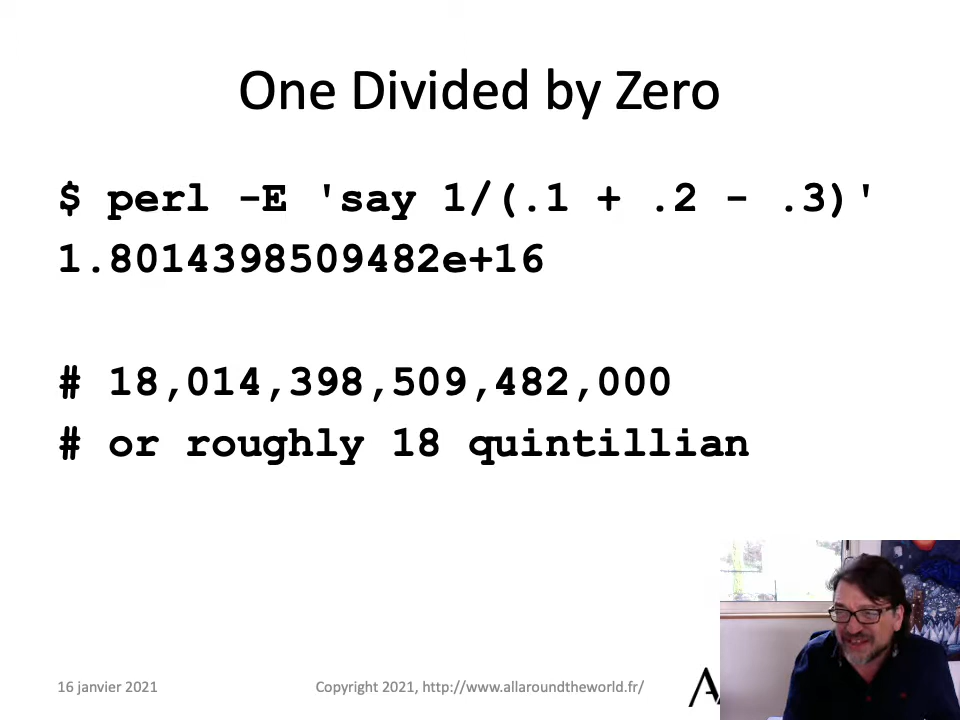 One Divided by Zero
$ perl -E 'say 1/(.1 + .2 - .3)'
1.8014398509482e+16
# 18,014,398,509,482,000
# or roughly 18 quintillian
16 janvier 2021
Copyright 2021, http://www.allaroundtheworld.fr/